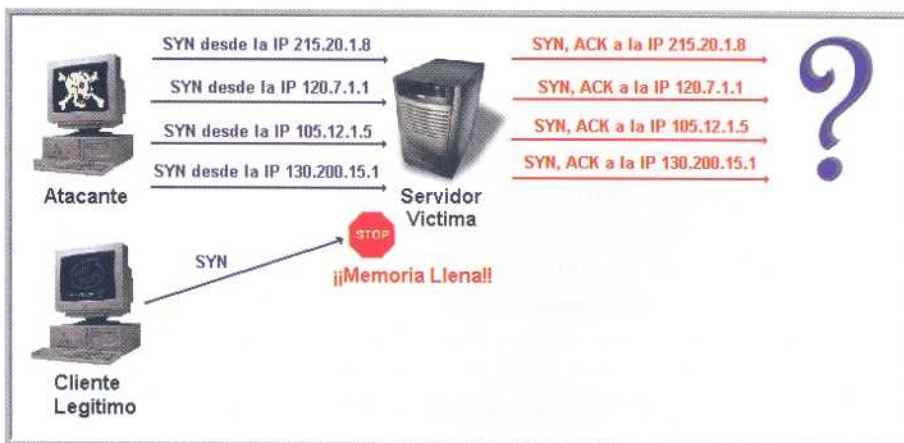 SYN desde la IP 215.20.1.8
SYN, ACK a la IP 215.20.1.8
SYN desde la IP 120.7.1.1
SYN, ACK a la IP 120.7.1.1
SYN desde la IP 105.12.1.5
SYN, ACK a la IP 105.12.1.5
SYN desde la IP 130.200.15.1
SYN, ACK a la IP 130.200.15.1
?
Atacante
Servidor
Victima
STOP
SYN
¡¡Memoria Llena!!
Cliente
Legitimo